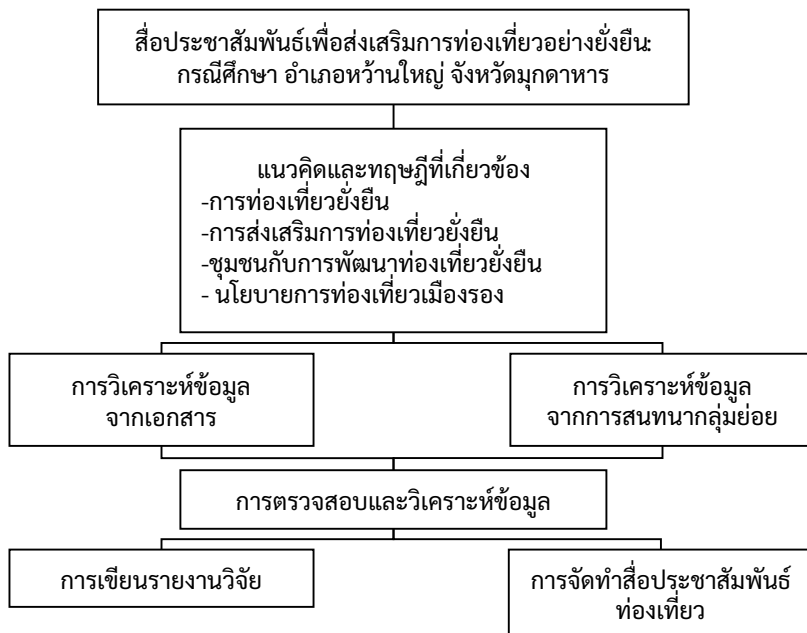 สื่อประชาสัมพันธ์เพื่อส่งเสริมการท่องเที่ยวอย่างยั่งยืน:
กรณีศึกษา อำเภอหว้านใหญ่ จังหวัดมุกดาหาร
แนวคิดและทฤษฎีที่เกี่ยวข้อง
-การท่องเที่ยวยั่งยืน
-การส่งเสริมการท่องเที่ยวยั่งยืน
-ชุมชนกับการพัฒนาท่องเที่ยวยั่งยืน
- นโยบายการท่องเที่ยวเมืองรอง
การวิเคราะห์ข้อมูล
จากเอกสาร
การวิเคราะห์ข้อมูล
จากการสนทนากลุ่มย่อย
การตรวจสอบและวิเคราะห์ข้อมูล
การเขียนรายงานวิจัย
การจัดทำสื่อประชาสัมพันธ์
ท่องเที่ยว